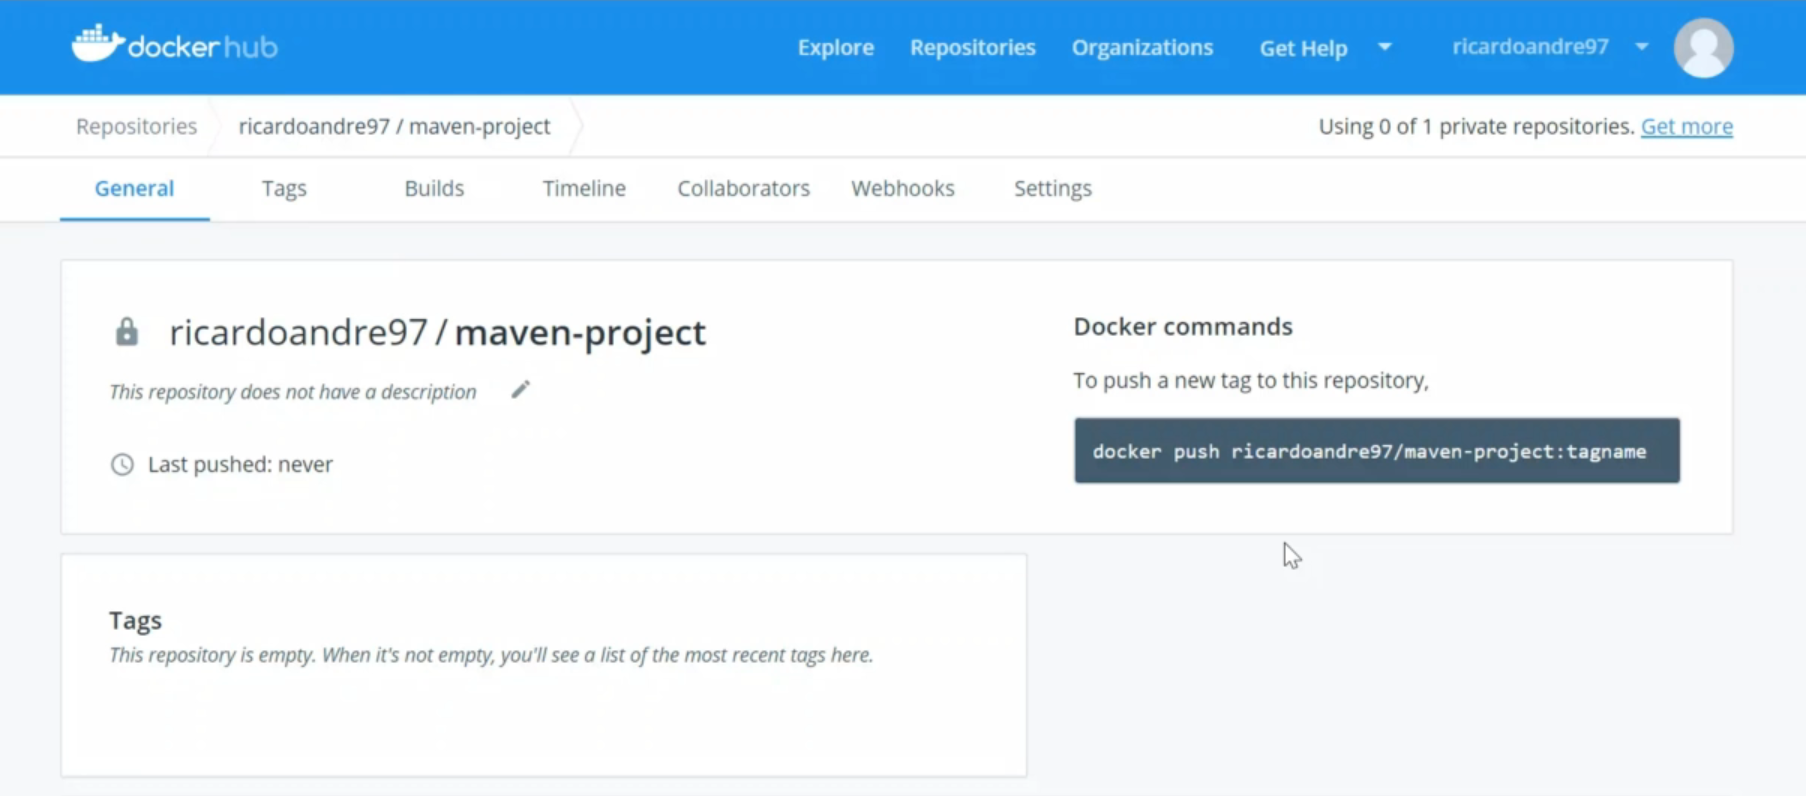 dockerhub
Explore Repositories Organizations Get Help ricardoandre97
Repositories ricardoandre97 / maven-project Using 0 of 1 private repositories. Get more
General Tags Builds Timeline Collaborators Webhooks Settings
ricardoandre97 / maven-project
This repository does not have a description
Last pushed: never
Docker commands
To push a new tag to this repository,
docker push ricardoandre97/maven-project:tagname
Tags
This repository is empty. When it's not empty, you'll see a list of the most recent tags here.